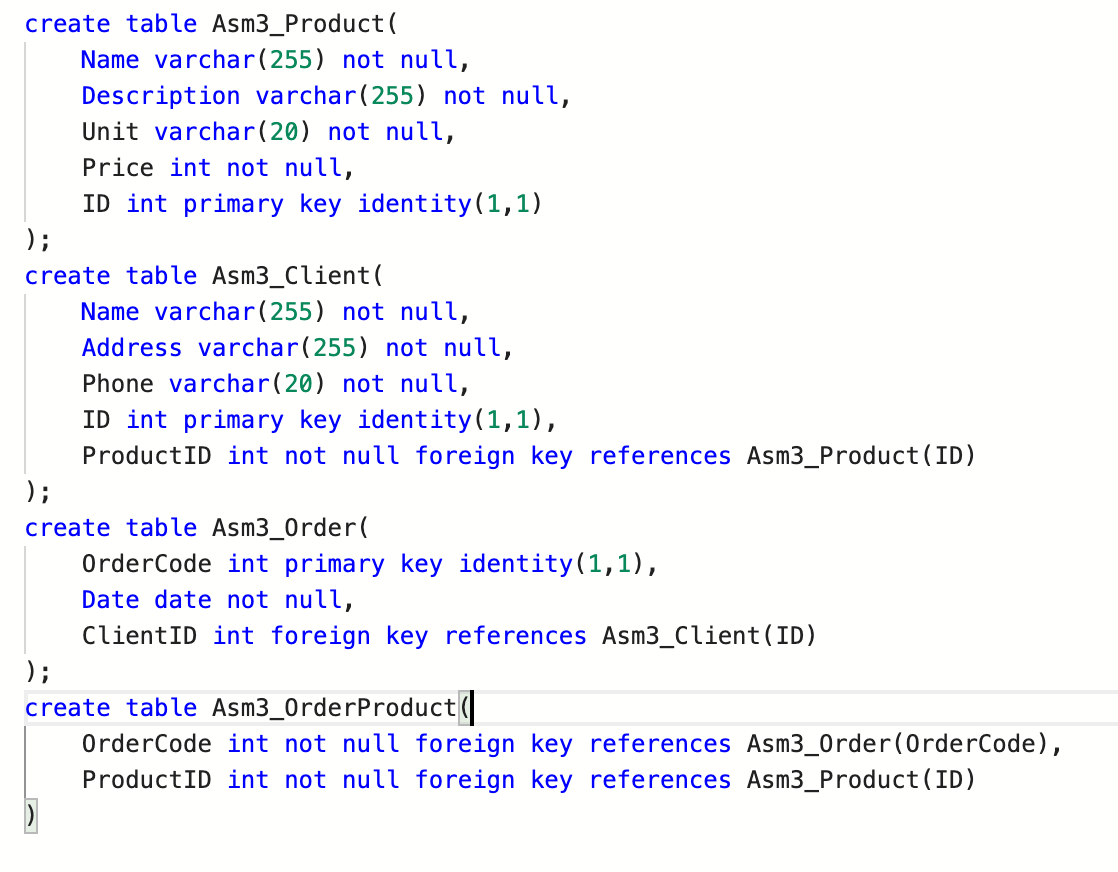 create table Asm3_Product(
    Name varchar(255) not null,
    Description varchar(255) not null,
    Unit varchar(20) not null,
    Price int not null,
    ID int primary key identity(1,1)
);
create table Asm3_Client(
    Name varchar(255) not null,
    Address varchar(255) not null,
    Phone varchar(20) not null,
    ID int primary key identity(1,1),
    ProductID int not null foreign key references Asm3_Product(ID)
);
create table Asm3_Order(
    OrderCode int primary key identity(1,1),
    Date date not null,
    ClientID int foreign key references Asm3_Client(ID)
);
create table Asm3_OrderProduct(
    OrderCode int not null foreign key references Asm3_Order(OrderCode),
    ProductID int not null foreign key references Asm3_Product(ID)
)